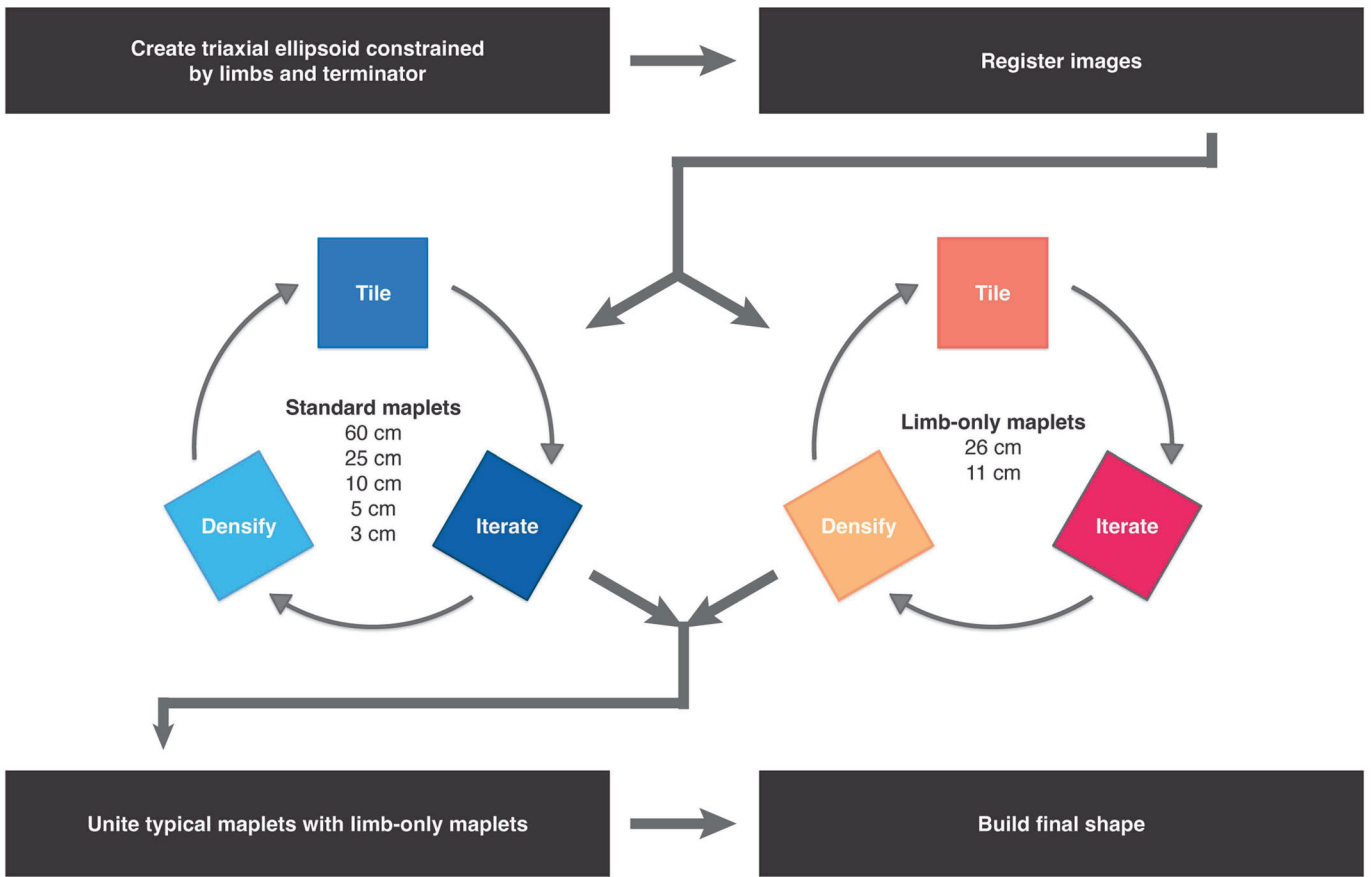 Create triaxial ellipsoid constrained
by limbs and terminator
Register images
Tile
Standard maplets
60 cm
25 cm
10 cm
5 cm
3 cm
Densify
Iterate
Tile
Limb-only maplets
26 cm
11 cm
Densify
Iterate
Unite typical maplets with limb-only maplets
Build final shape